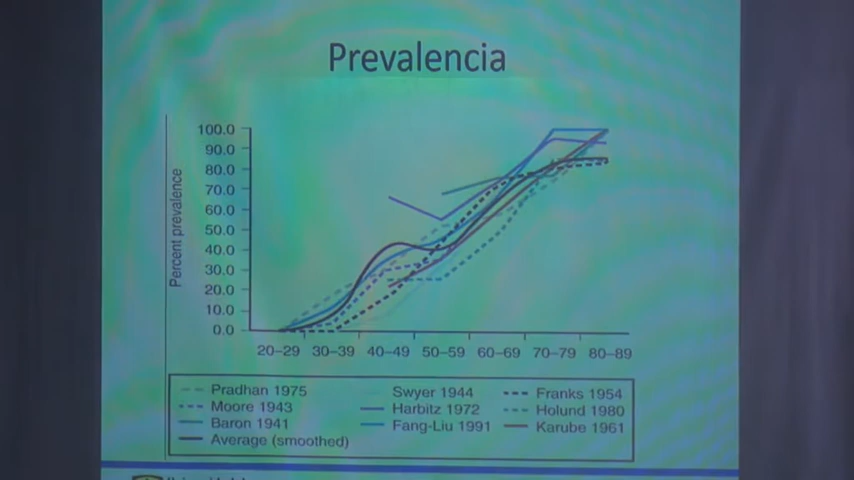 Prevalencia
Percent prevalence
100.0
90.0
80.0
70.0
60.0
50.0
40.0
30.0
20.0
10.0
0.0
20–29 30–39 40–49 50–59 60–69 70–79 80–89
Pradhan 1975 Swyer 1944 Franks 1954
Moore 1943 Harbitz 1972 Holund 1980
Baron 1941 Fang-Liu 1991 Karube 1961
Average (smoothed)